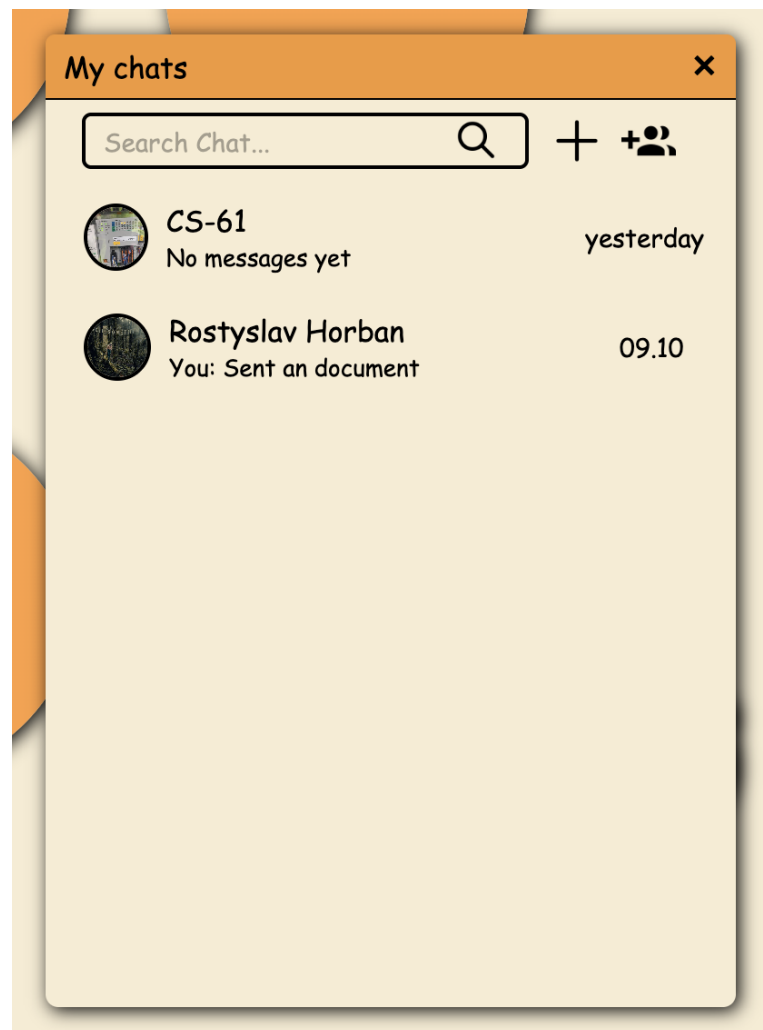 My chats
Search Chat...
CS-61
No messages yet
yesterday
Rostyslav Horban
You: Sent an document
09.10